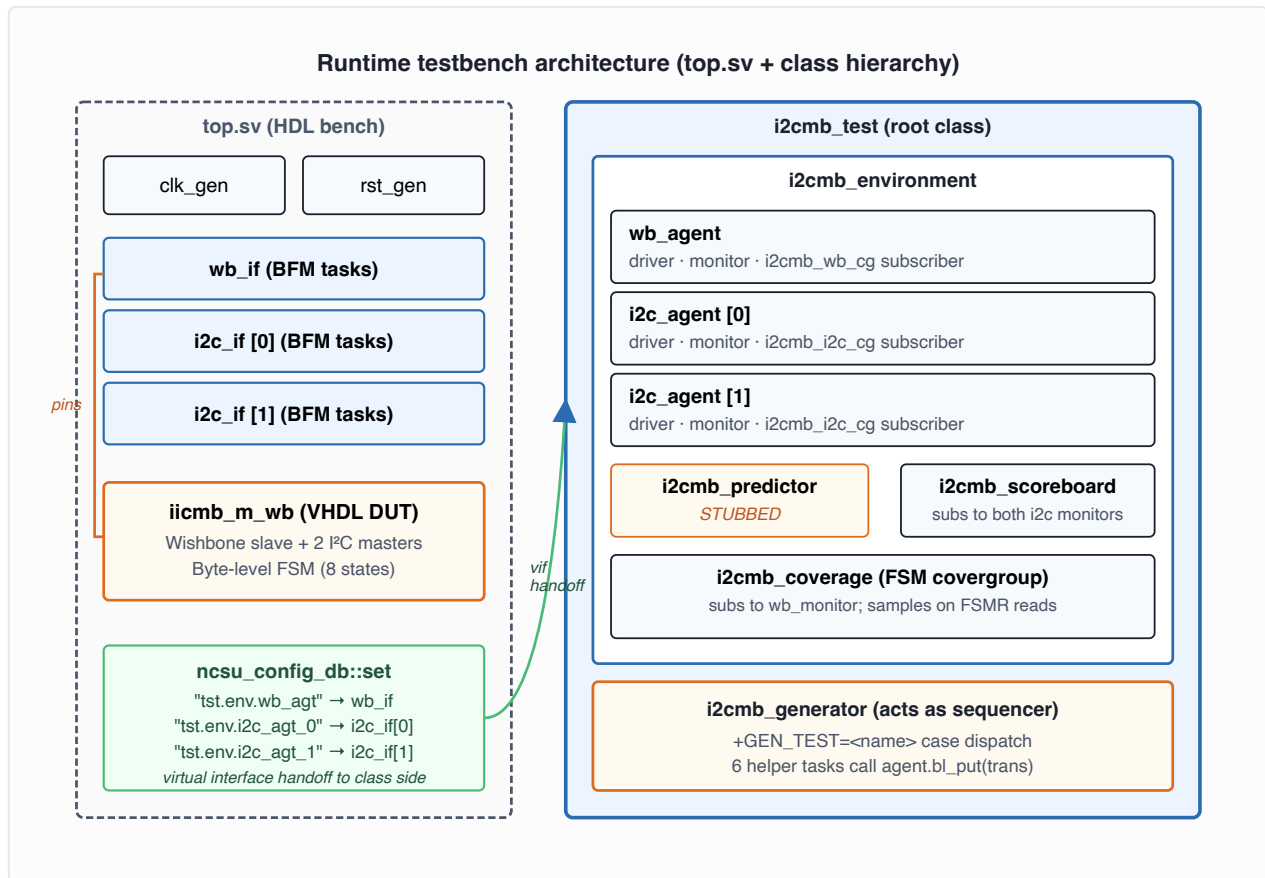 Runtime testbench architecture (top.sv + class hierarchy)
top.sv (HDL bench)
clk_gen
rst_gen
wb_if (BFM tasks)
i2c_if [0] (BFM tasks)
i2c_if [1] (BFM tasks)
pins
iicmb_m_wb (VHDL DUT)
Wishbone slave + 2 I²C masters
Byte-level FSM (8 states)
ncsu_config_db::set
"tst.env.wb_agt" → wb_if
"tst.env.i2c_agt_0" → i2c_if[0]
"tst.env.i2c_agt_1" → i2c_if[1]
virtual interface handoff to class side
vif
handoff
i2cmb_test (root class)
i2cmb_environment
wb_agent
driver · monitor · i2cmb_wb_cg subscriber
i2c_agent [0]
driver · monitor · i2cmb_i2c_cg subscriber
i2c_agent [1]
driver · monitor · i2cmb_i2c_cg subscriber
i2cmb_predictor
STUBBED
i2cmb_scoreboard
subs to both i2c monitors
i2cmb_coverage (FSM covergroup)
subs to wb_monitor; samples on FSMR reads
i2cmb_generator (acts as sequencer)
+GEN_TEST=<name> case dispatch
6 helper tasks call agent.bl_put(trans)